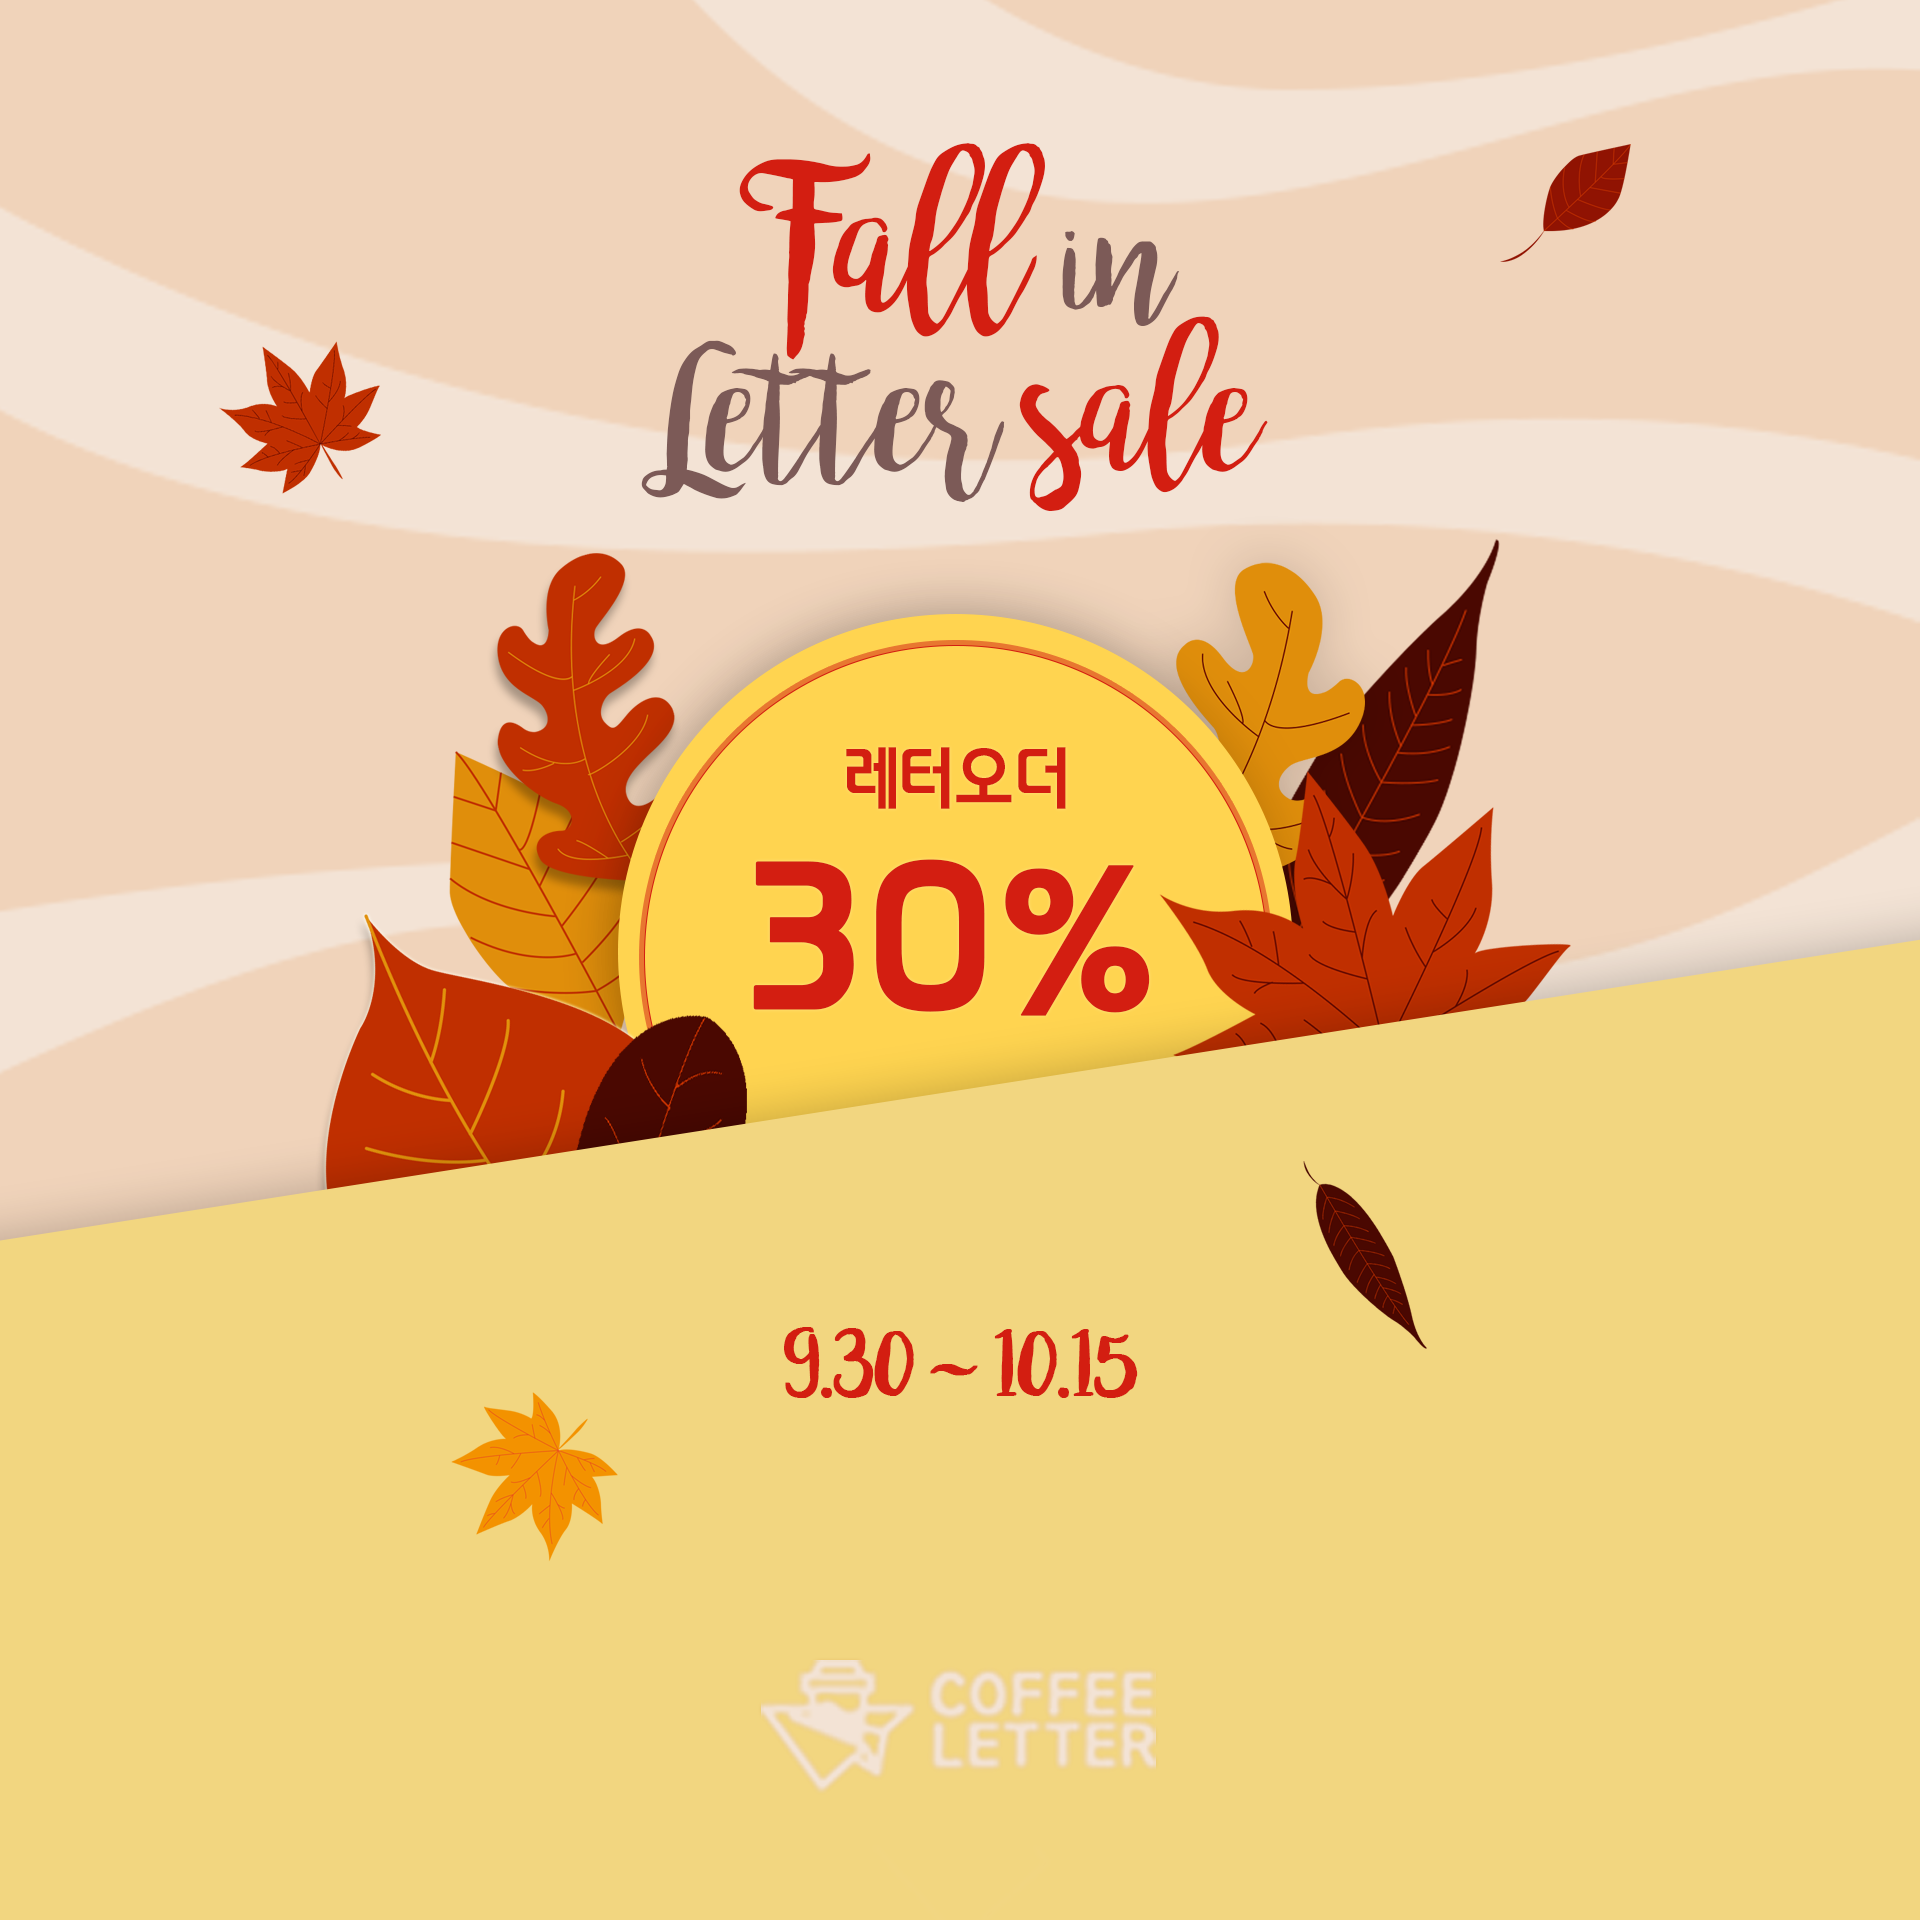 Fall in
Letter sale
레터오더
30%
9.30 ~ 10.15
COFFEE
LETTER